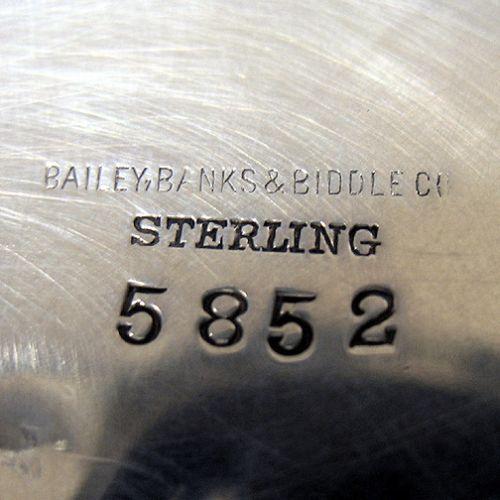 BAILEY, BANKS & BIDDLE CO
STERLING
5852